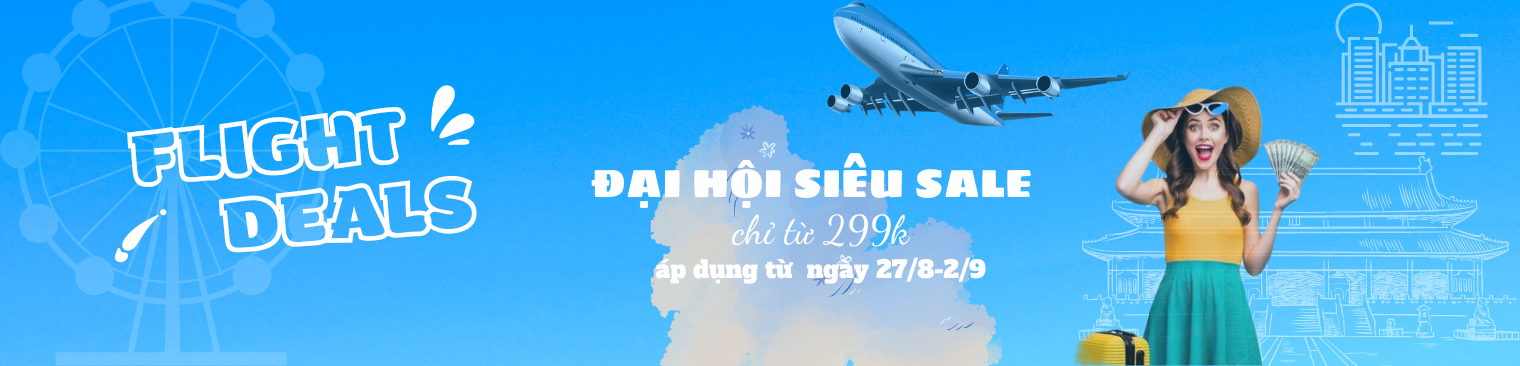 FLIGHT
DEALS
ĐẠI HỘI SIÊU SALE
chỉ từ 299k
áp dụng từ ngày 27/8-2/9